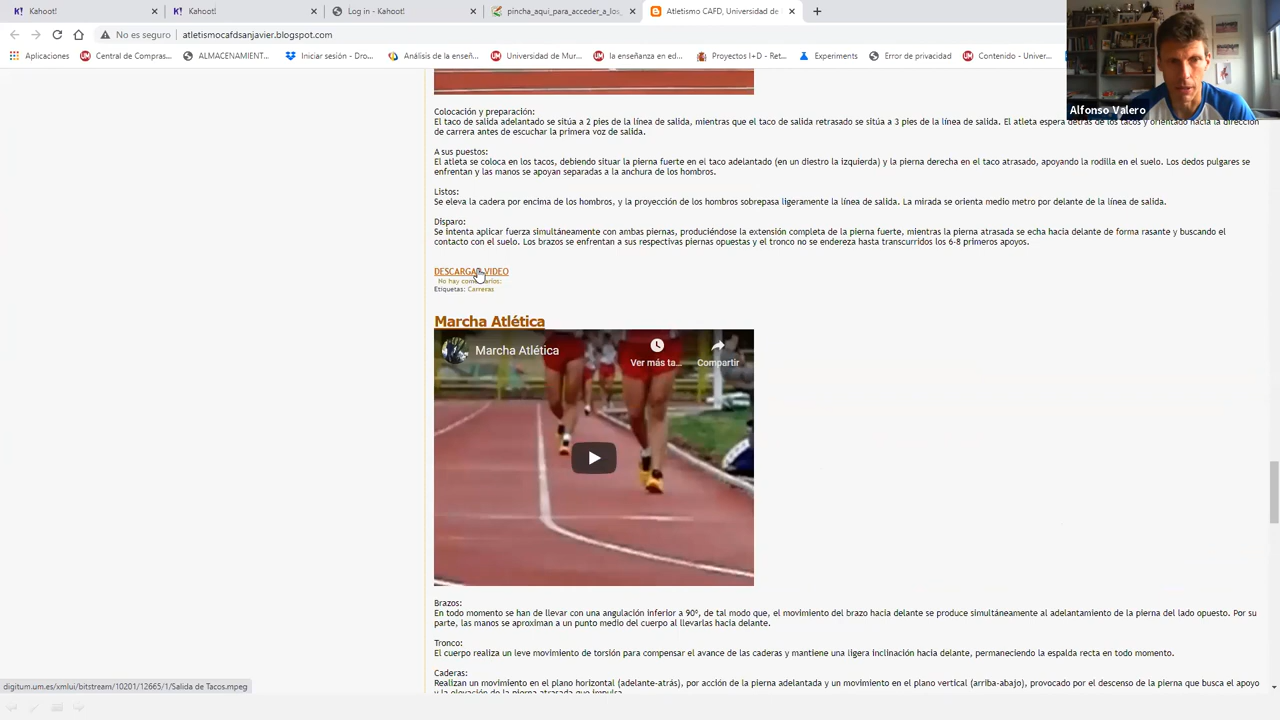 Kahoot!
Kahoot!
Log in - Kahoot!
pincha_aqui_para_acceder_a_los_
Atletismo CAFD, Universidad de
No es seguro
atletismocafdsanjavier.blogspot.com
Aplicaciones
Central de Compras...
ALMACENAMIENT...
Iniciar sesión - Dro...
Análisis de la enseñ...
Universidad de Mur...
la enseñanza en ed...
Proyectos I+D - Ret...
Experiments
Error de privacidad
Contenido - Univer...
Alfonso Valero
Colocación y preparación:
El taco de salida adelantado se sitúa a 2 pies de la línea de salida, mientras que el taco de salida retrasado se sitúa a 3 pies de la línea de salida. El atleta espera detrás de los tacos y orientado hacia la dirección
de carrera antes de escuchar la primera voz de salida.
A sus puestos:
El atleta se coloca en los tacos, debiendo situar la pierna fuerte en el taco adelantado (en un diestro la izquierda) y la pierna derecha en el taco atrasado, apoyando la rodilla en el suelo. Los dedos pulgares se
enfrentan y las manos se apoyan separadas a la anchura de los hombros.
Listos:
Se eleva la cadera por encima de los hombros, y la proyección de los hombros sobrepasa ligeramente la línea de salida. La mirada se orienta medio metro por delante de la línea de salida.
Disparo:
Se intenta aplicar fuerza simultáneamente con ambas piernas, produciéndose la extensión completa de la pierna fuerte, mientras la pierna atrasada se echa hacia delante de forma rasante y buscando el
contacto con el suelo. Los brazos se enfrentan a sus respectivas piernas opuestas y el tronco no se endereza hasta transcurridos los 6-8 primeros apoyos.
DESCARGAR VIDEO
No hay comentarios:
Etiquetas: Carreras
Marcha Atlética
Marcha Atlética
Ver más ta...
Compartir
Brazos:
En todo momento se han de llevar con una angulación inferior a 90º, de tal modo que, el movimiento del brazo hacia delante se produce simultáneamente al adelantamiento de la pierna del lado opuesto. Por su
parte, las manos se aproximan a un punto medio del cuerpo al llevarlas hacia delante.
Tronco:
El cuerpo realiza un leve movimiento de torsión para compensar el avance de las caderas y mantiene una ligera inclinación hacia delante, permaneciendo la espalda recta en todo momento.
Caderas:
Realizan un movimiento en el plano horizontal (adelante-atrás), por acción de la pierna adelantada y un movimiento en el plano vertical (arriba-abajo), provocado por el descenso de la pierna que busca el apoyo
y la elevación de la pierna atrasada que impulsa.
digitum.um.es/xmlui/bitstream/10201/12665/1/Salida de Tacos.mpeg